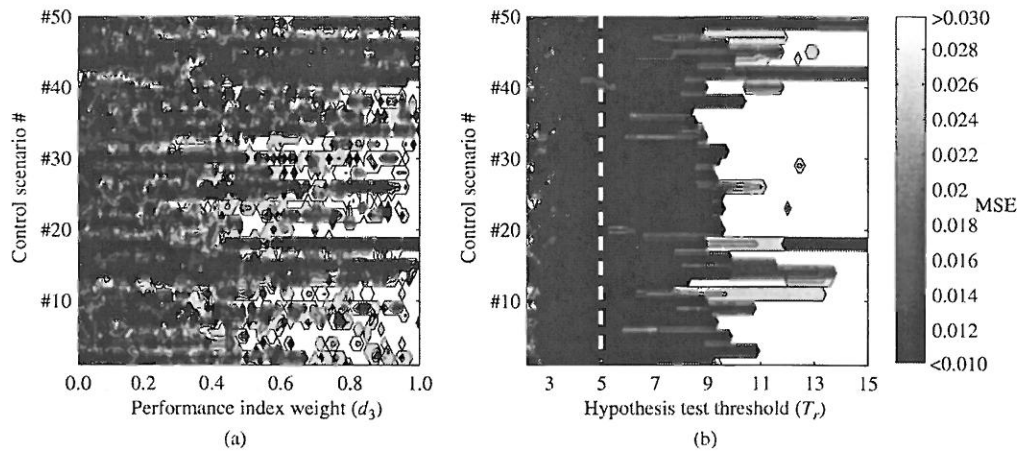 #50
#40
#30
#20
#10
Control scenario #
0.0 0.2 0.4 0.6 0.8 1.0
Performance index weight (d3)
(a)
#50
#40
#30
#20
#10
Control scenario #
3 5 7 9 11 13 15
Hypothesis test threshold (Tr)
(b)
>0.030
0.028
0.026
0.024
0.022
0.02
0.018
0.016
0.014
0.012
<0.010
MSE